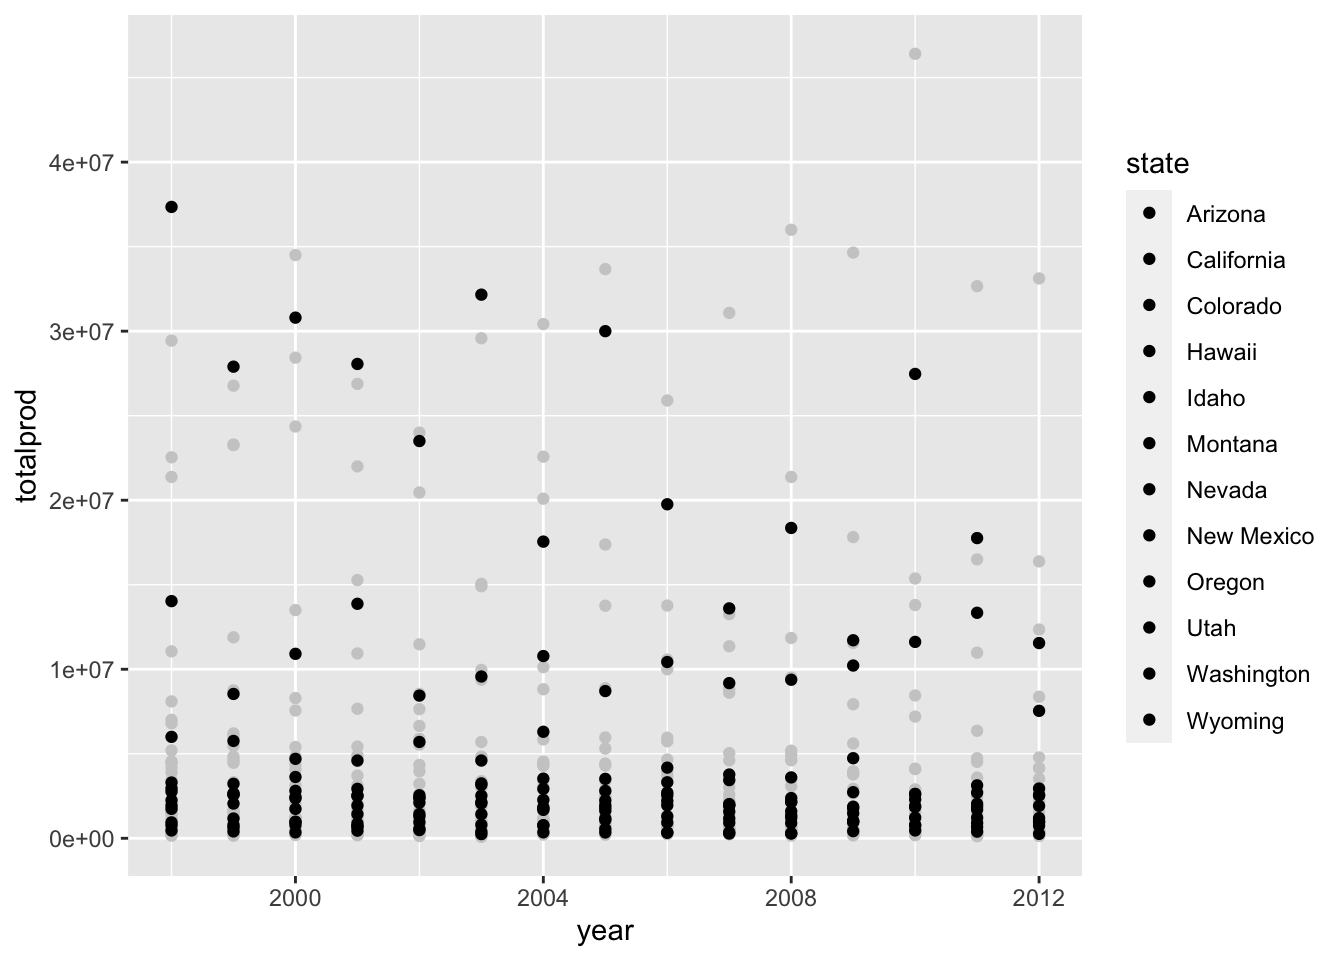 4e+07
3e+07
2e+07
1e+07
0e+00
totalprod
2000
2004
2008
2012
year
state
Arizona
California
Colorado
Hawaii
Idaho
Montana
Nevada
New Mexico
Oregon
Utah
Washington
Wyoming